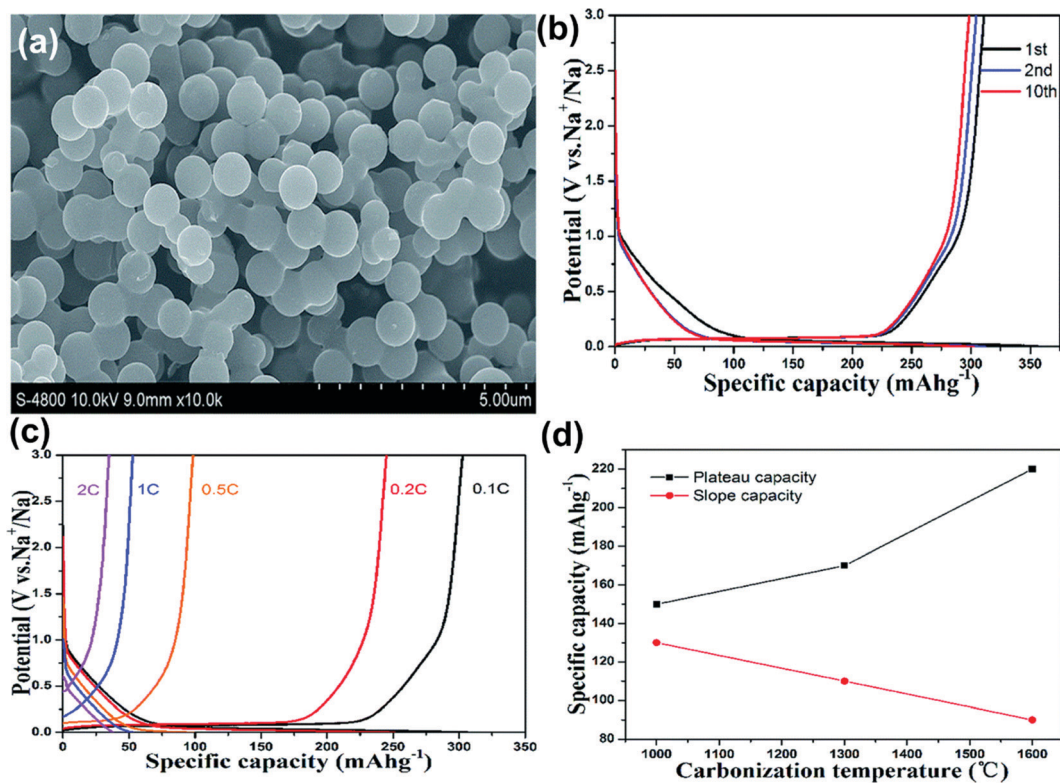 (a)
S-4800 10.0kV 9.0mm x10.0k
5.00um
(b)
3.0
2.5
2.0
1.5
1.0
0.5
0.0
Potential (V vs.Na⁺/Na)
1st
2nd
10th
0 50 100 150 200 250 300 350
Specific capacity (mAhg⁻¹)
(c)
3.0
2.5
2.0
1.5
1.0
0.5
0.0
Potential (V vs.Na⁺/Na)
2C 1C 0.5C 0.2C 0.1C
0 50 100 150 200 250 300 350
Specific capacity (mAhg⁻¹)
(d)
220
200
180
160
140
120
100
80
Specific capacity (mAhg⁻¹)
Plateau capacity
Slope capacity
1000 1100 1200 1300 1400 1500 1600
Carbonization temperature (℃)